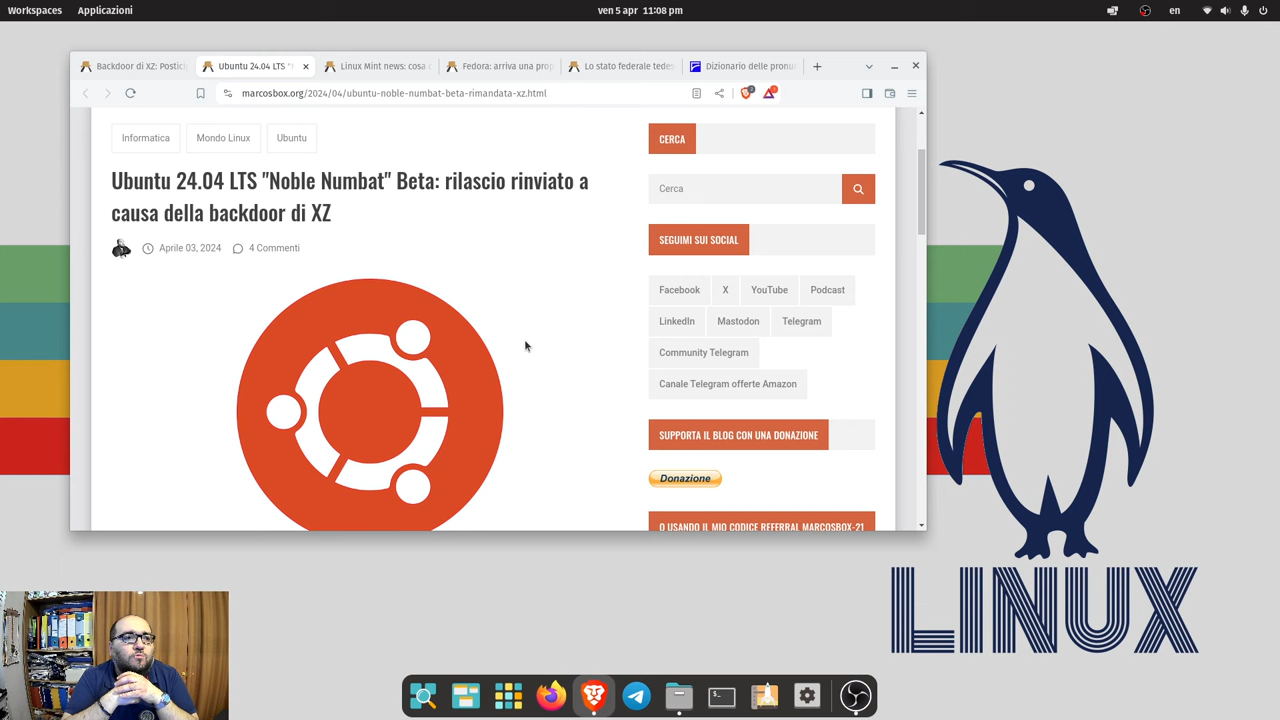 Workspaces Applicazioni ven 5 apr 11:08 pm en
Backdoor di XZ: Postici Ubuntu 24.04 LTS "N Linux Mint news: cosa c Fedora: arriva una prop Lo stato federale tedes Dizionario delle pronun
marcosbox.org/2024/04/ubuntu-noble-numbat-beta-rimandata-xz.html
Informatica Mondo Linux Ubuntu
Ubuntu 24.04 LTS "Noble Numbat" Beta: rilascio rinviato a
causa della backdoor di XZ
Aprile 03, 2024 4 Commenti
CERCA
Cerca
SEGUIMI SUI SOCIAL
Facebook X YouTube Podcast
LinkedIn Mastodon Telegram
Community Telegram
Canale Telegram offerte Amazon
SUPPORTA IL BLOG CON UNA DONAZIONE
Donazione
O USANDO IL MIO CODICE REFERRAL MARCOSBOX-21
LINUX